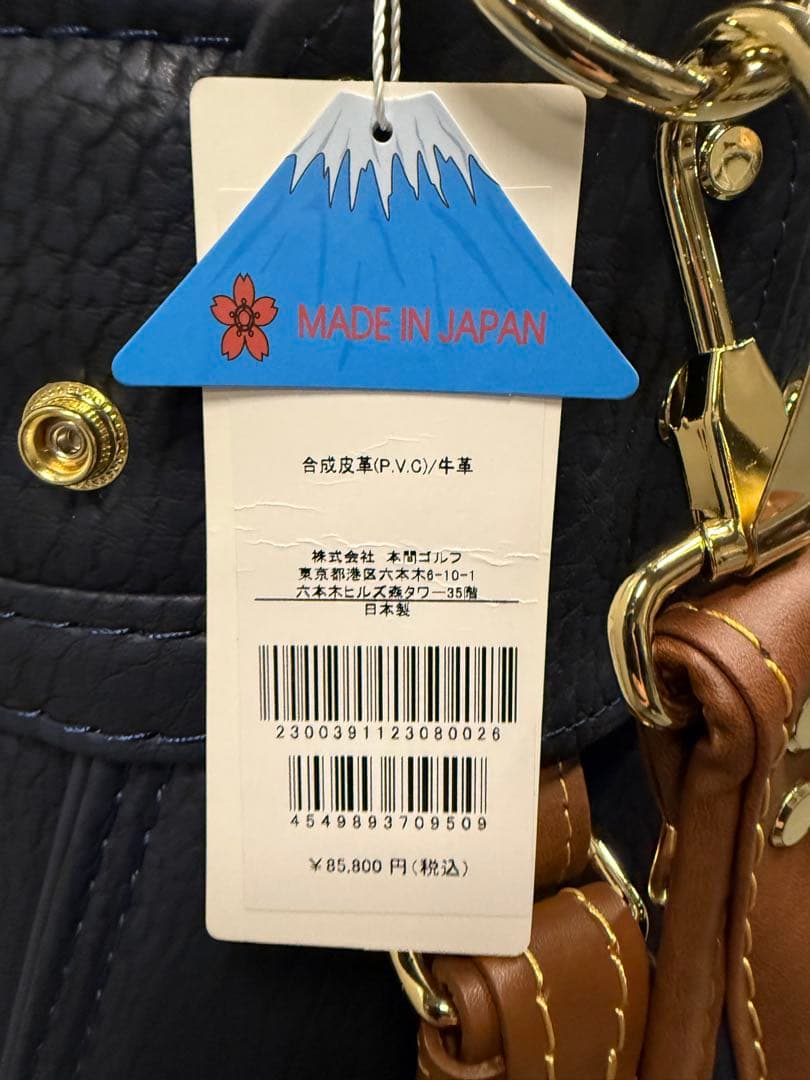 MADE IN JAPAN
合成皮革(P.V.C)/牛革
株式会社 本間ゴルフ
東京都港区六本木6-10-1
六本木ヒルズ森タワー35階
日本製
2300391123080026
4549893709509
¥85,800 円(税込)